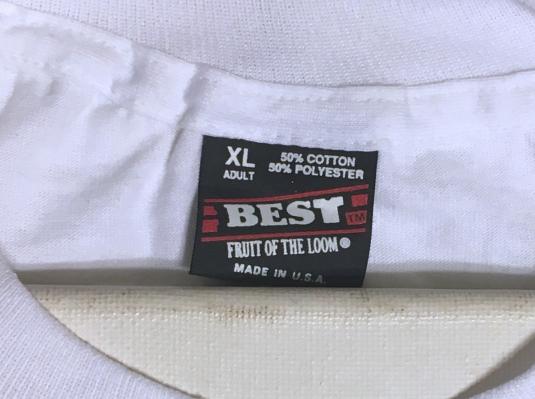 XL 50% COTTON
ADULT 50% POLYESTER
BEST TM
FRUIT OF THE LOOM ®
MADE IN U.S.A.